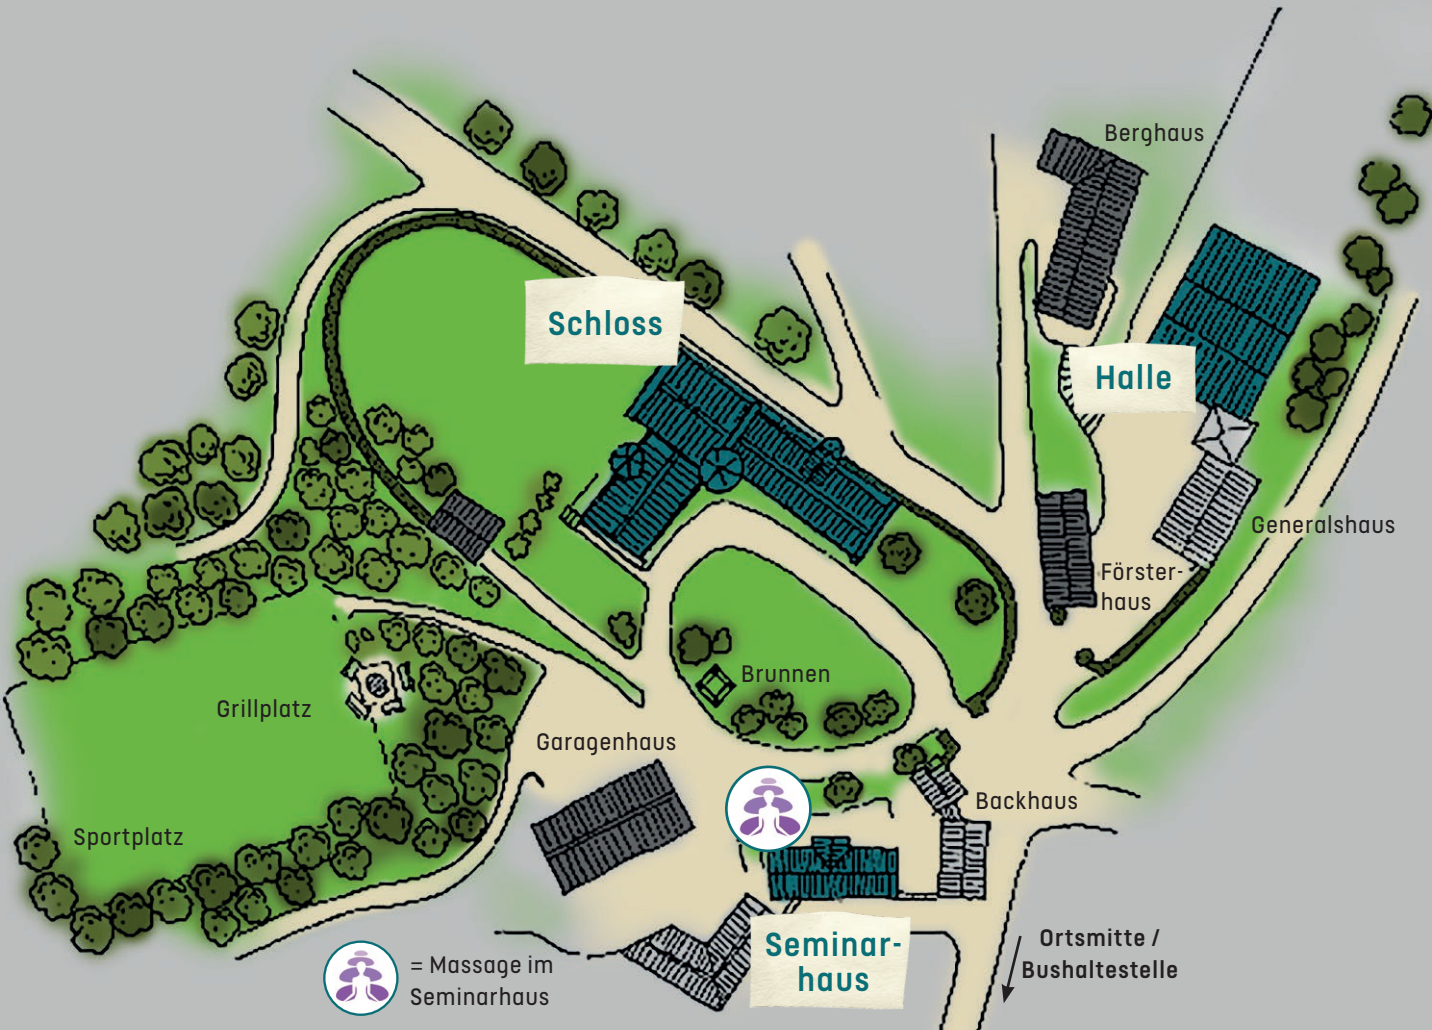 Berghaus
Schloss
Halle
Generalshaus
Förster-
haus
Brunnen
Grillplatz
Garagenhaus
Backhaus
Sportplatz
Seminar-
haus
Ortsmitte /
Bushaltestelle
= Massage im
Seminarhaus